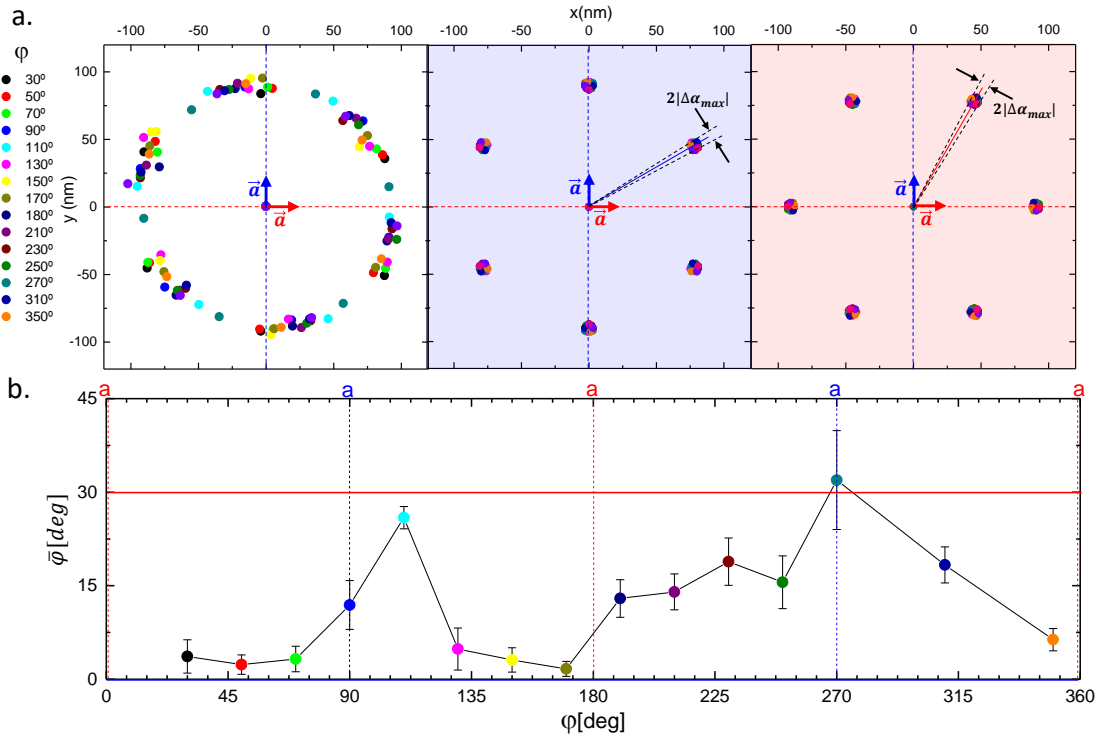 a.
x(nm)
-100 -50 0 50 100 -100 -50 0 50 100 -100 -50 0 50 100
φ
30º
50º
70º
90º
110º
130º
150º
170º
180º
210º
230º
250º
270º
310º
350º
y (nm)
100
50
0
-50
-100
a
a
2|Δα_max|
a
a
2|Δα_max|
a
a
b.
a a a a a
φ̄[deg]
45
30
15
0
0 45 90 135 180 225 270 315 360
φ[deg]